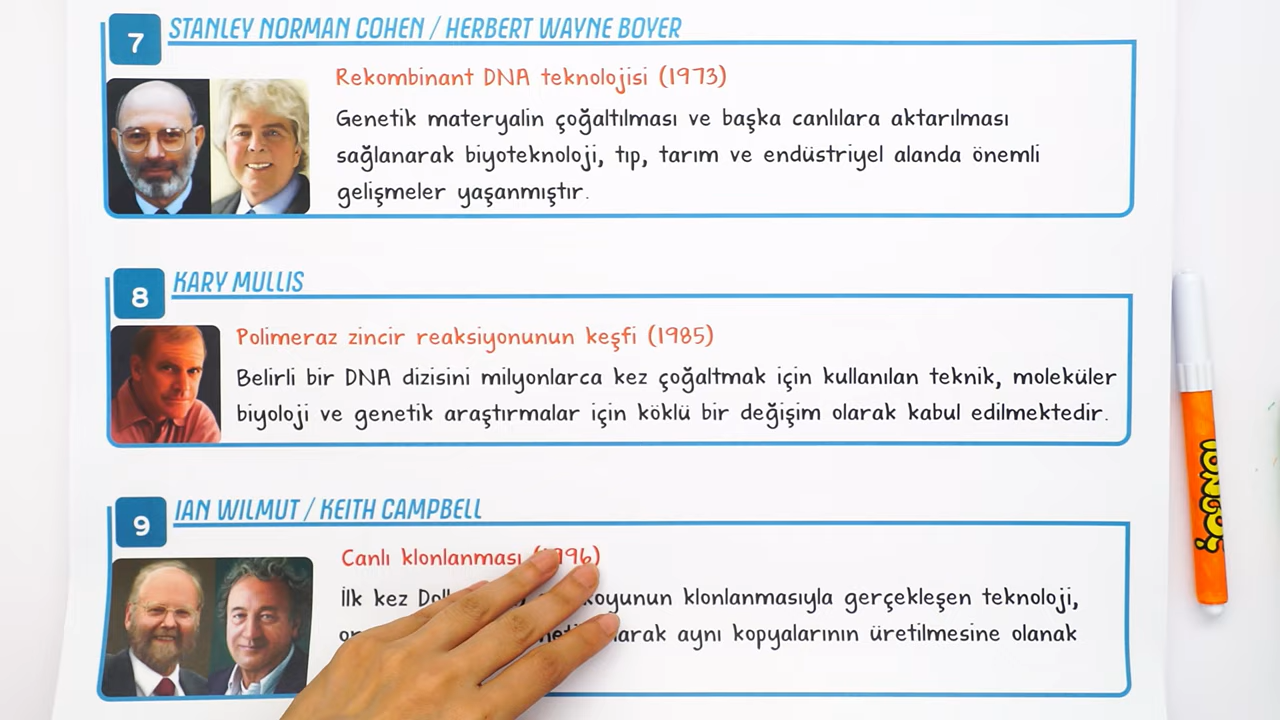 7
STANLEY NORMAN COHEN / HERBERT WAYNE BOYER
Rekombinant DNA teknolojisi (1973)
Genetik materyalin çoğaltılması ve başka canlılara aktarılması
sağlanarak biyoteknoloji, tıp, tarım ve endüstriyel alanda önemli
gelişmeler yaşanmıştır.
8
KARY MULLIS
Polimeraz zincir reaksiyonunun keşfi (1985)
Belirli bir DNA dizisini milyonlarca kez çoğaltmak için kullanılan teknik, moleküler
biyoloji ve genetik araştırmalar için köklü bir değişim olarak kabul edilmektedir.
9
IAN WILMUT / KEITH CAMPBELL
Canlı klonlanması (1996)
İlk kez koyunun klonlanmasıyla gerçekleşen teknoloji,
aynı kopyalarının üretilmesine olanak